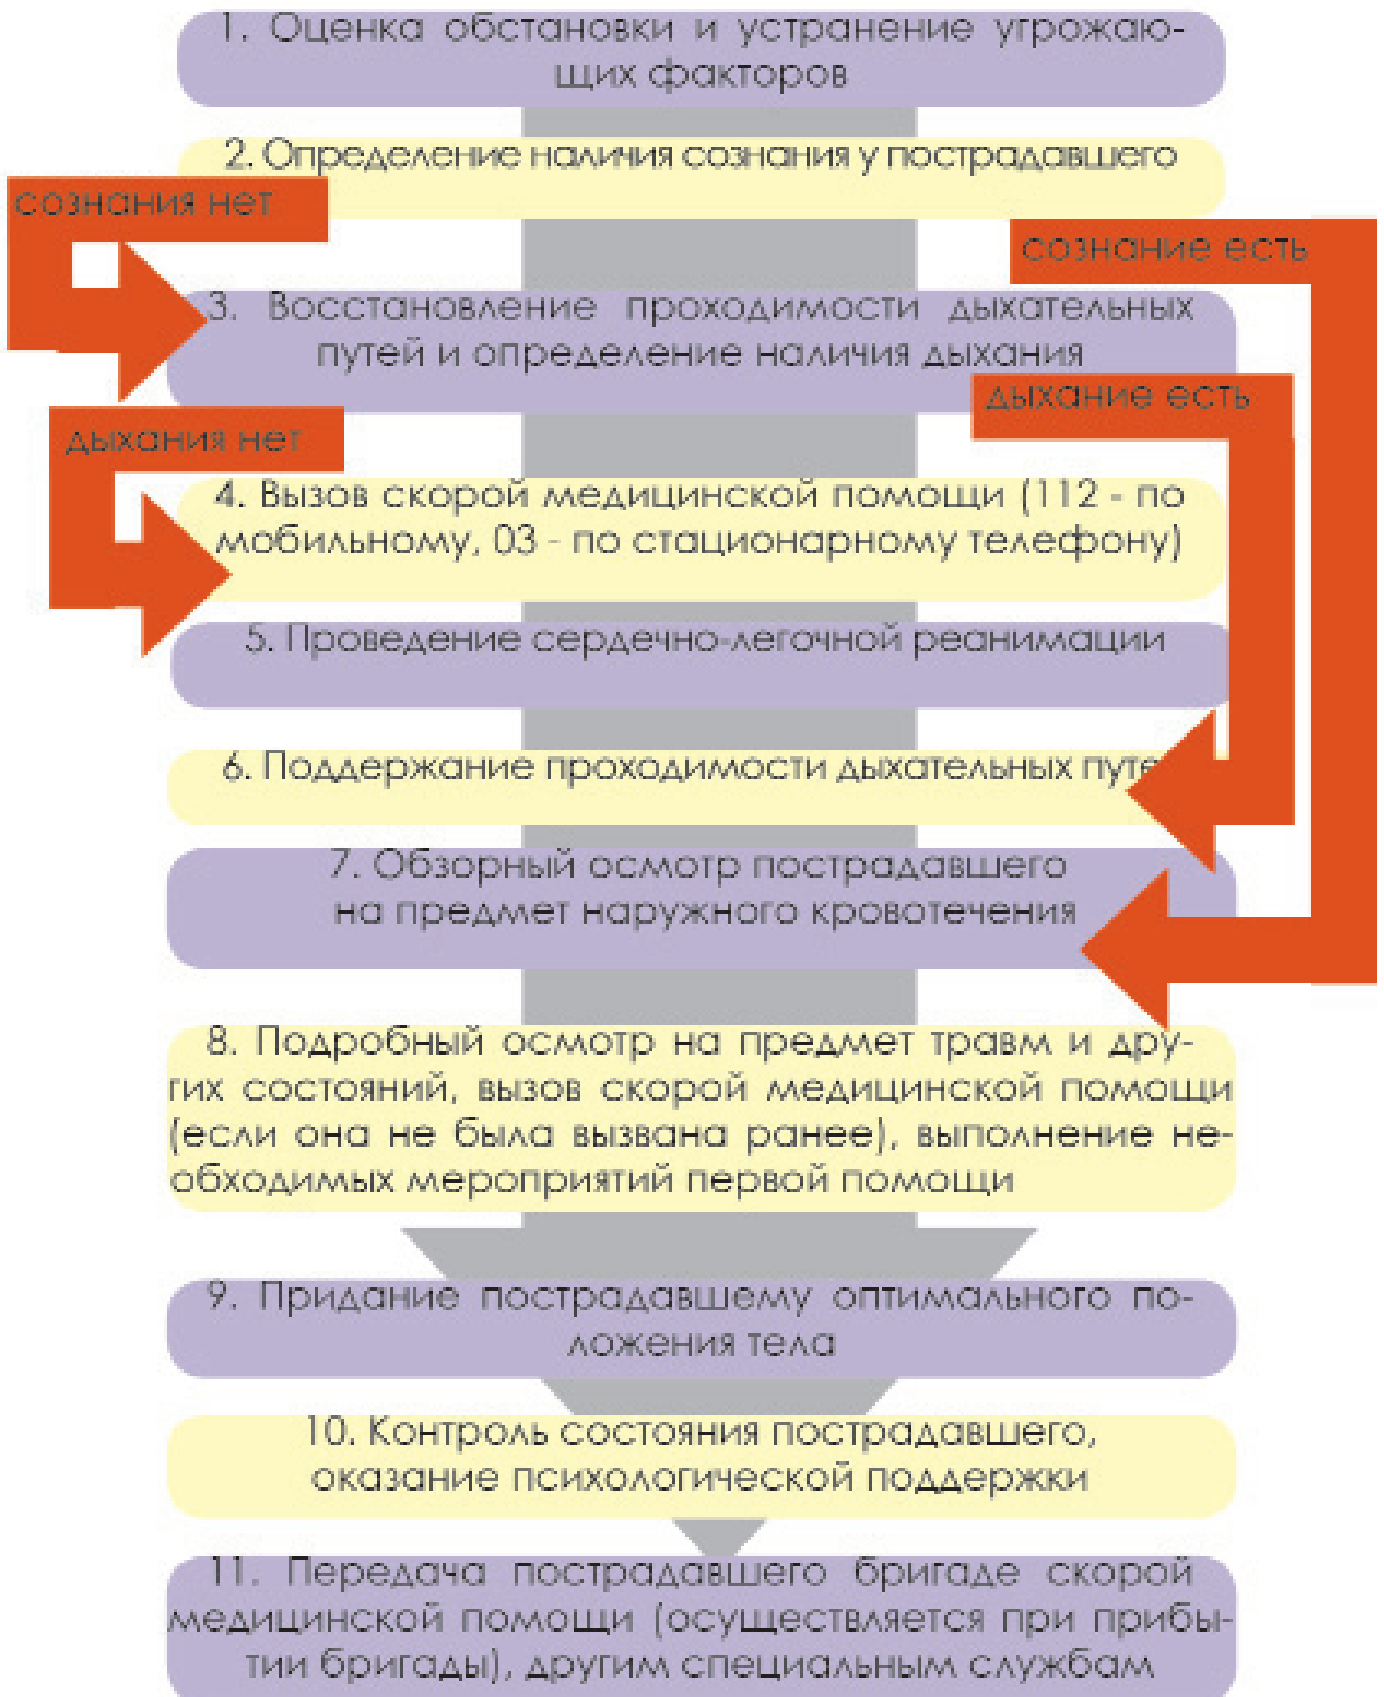 1. Оценка обстановки и устранение угрожаю-
щих факторов
2. Определение наличия сознания у пострадавшего
сознания нет
сознание есть
3. Восстановление проходимости дыхательных
путей и определение наличия дыхания
дыхание есть
дыхания нет
4. Вызов скорой медицинской помощи (112 - по
мобильному, 03 - по стационарному телефону)
5. Проведение сердечно-легочной реанимации
6. Поддержание проходимости дыхательных путе
7. Обзорный осмотр пострадавшего
на предмет наружного кровотечения
8. Подробный осмотр на предмет травм и дру-
гих состояний, вызов скорой медицинской помощи
(если она не была вызвана ранее), выполнение не-
обходимых мероприятий первой помощи
9. Придание пострадавшему оптимального по-
ложения тела
10. Контроль состояния пострадавшего,
оказание психологической поддержки
11. Передача пострадавшего бригаде скорой
медицинской помощи (осуществляется при прибы-
тии бригады), другим специальным службам